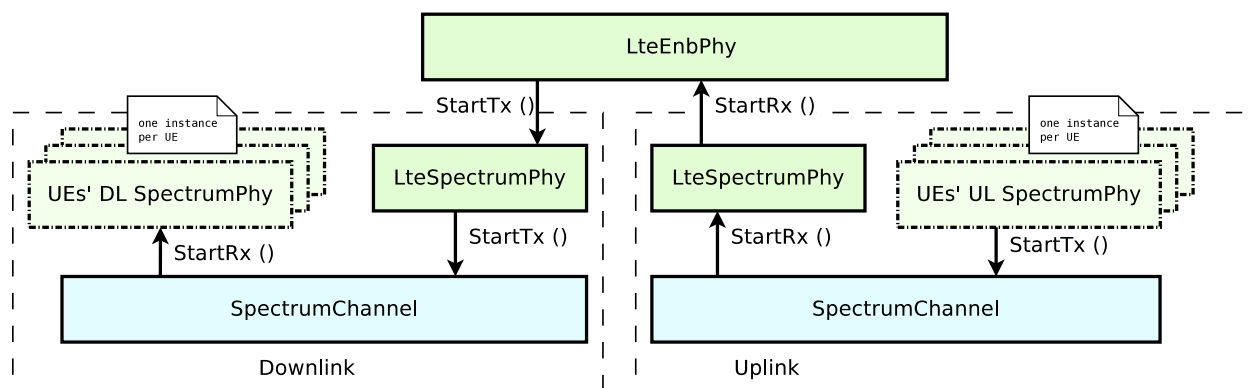 LteEnbPhy
StartTx ()
StartRx ()
one instance
per UE
one instance
per UE
UEs' DL SpectrumPhy
LteSpectrumPhy
LteSpectrumPhy
UEs' UL SpectrumPhy
StartRx ()
StartTx ()
StartRx ()
StartTx ()
SpectrumChannel
SpectrumChannel
Downlink
Uplink